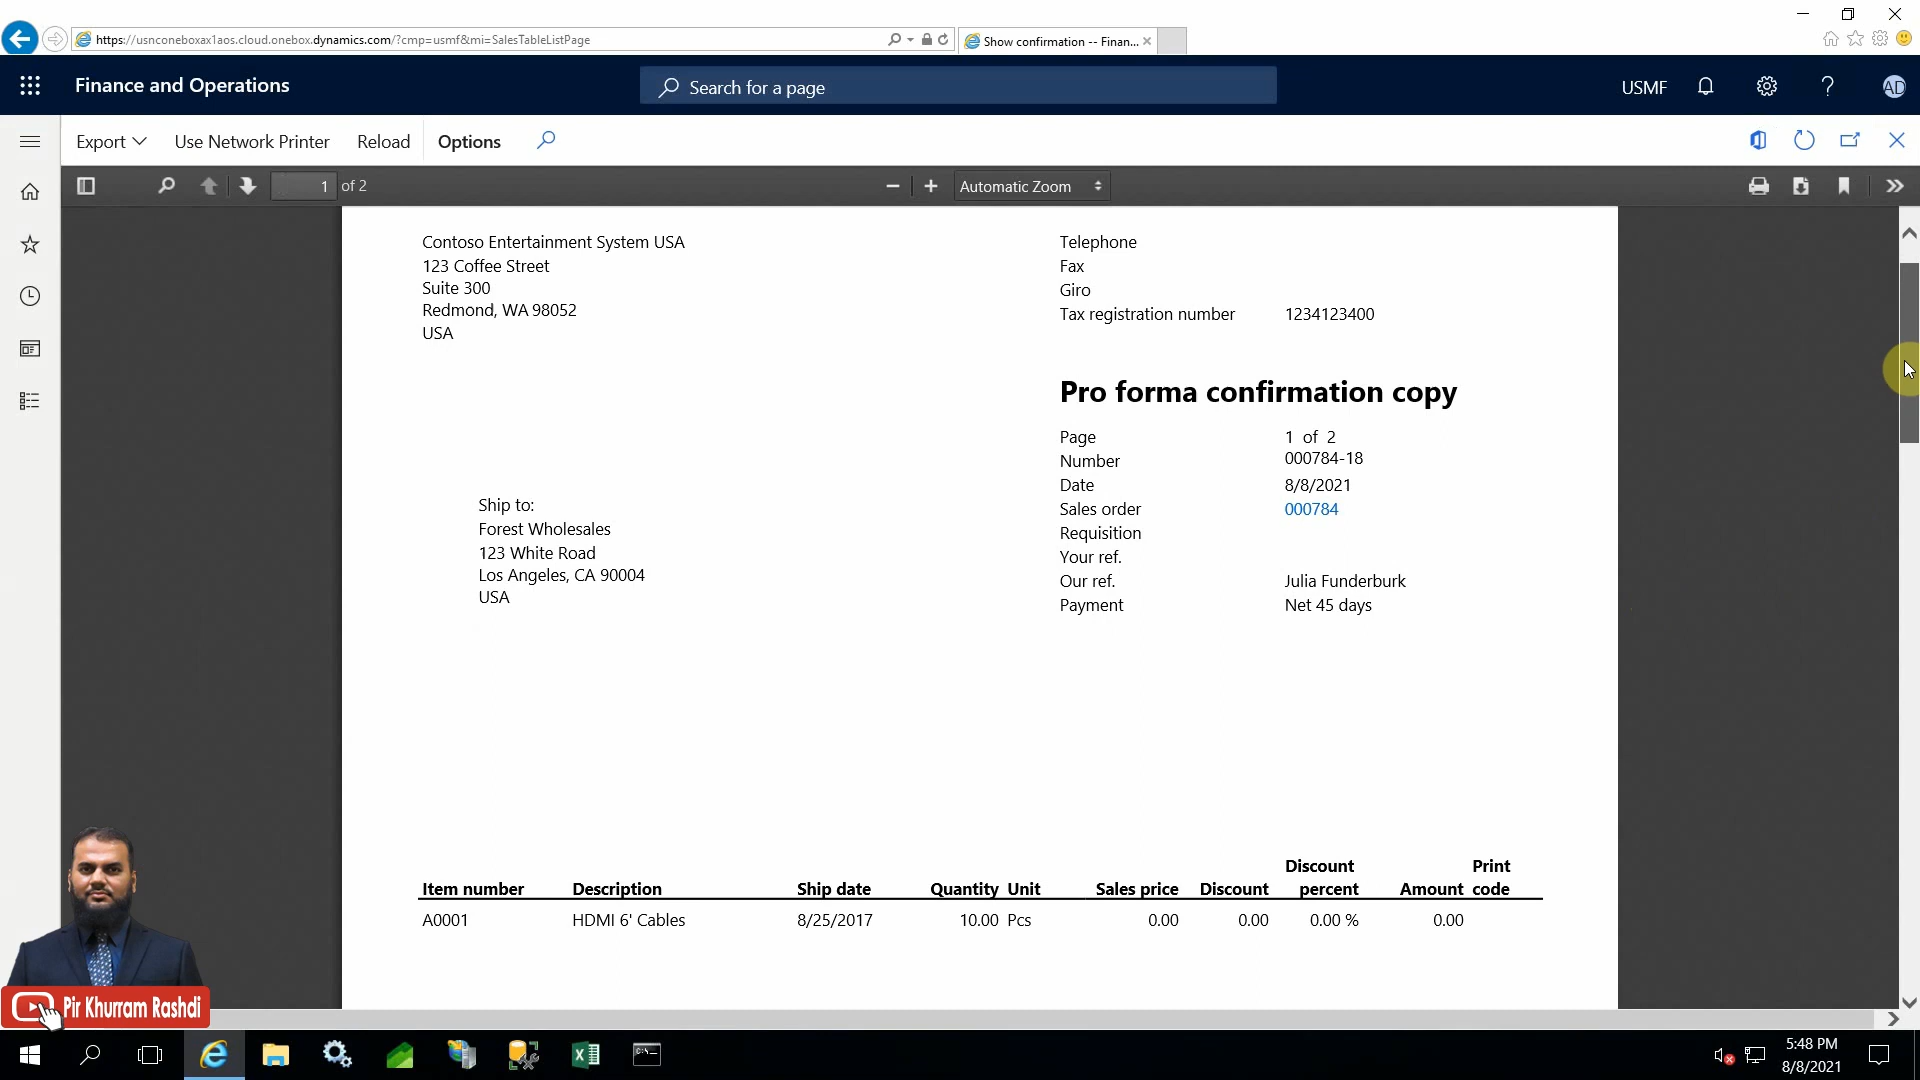 https://usnconeboxax1aos.cloud.onebox.dynamics.com/?cmp=usmf&mi=SalesTableListPage
Show confirmation -- Finan...
Finance and Operations
Search for a page
USMF
?
AD
Export
Use Network Printer
Reload
Options
1 of 2
Automatic Zoom
Contoso Entertainment System USA
123 Coffee Street
Suite 300
Redmond, WA 98052
USA
Telephone
Fax
Giro
Tax registration number 1234123400
Pro forma confirmation copy
Page 1 of 2
Number 000784-18
Date 8/8/2021
Sales order 000784
Requisition
Your ref.
Our ref. Julia Funderburk
Payment Net 45 days
Ship to:
Forest Wholesales
123 White Road
Los Angeles, CA 90004
USA
Item number Description Ship date Quantity Unit Sales price Discount Discount percent Amount Print code
A0001 HDMI 6' Cables 8/25/2017 10.00 Pcs 0.00 0.00 0.00 % 0.00
Pir Khurram Rashdi
5:48 PM
8/8/2021